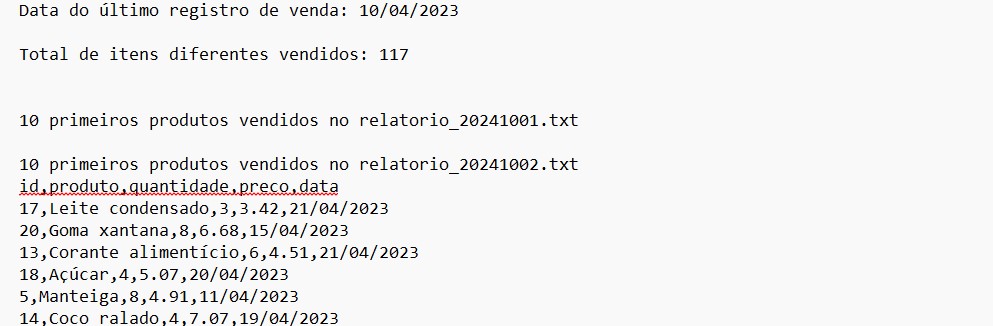 Data do último registro de venda: 10/04/2023
Total de itens diferentes vendidos: 117
10 primeiros produtos vendidos no relatorio_20241001.txt
10 primeiros produtos vendidos no relatorio_20241002.txt
id,produto,quantidade,preco,data
17,Leite condensado,3,3.42,21/04/2023
20,Goma xantana,8,6.68,15/04/2023
13,Corante alimentício,6,4.51,21/04/2023
18,Açúcar,4,5.07,20/04/2023
5,Manteiga,8,4.91,11/04/2023
14,Coco ralado,4,7.07,19/04/2023